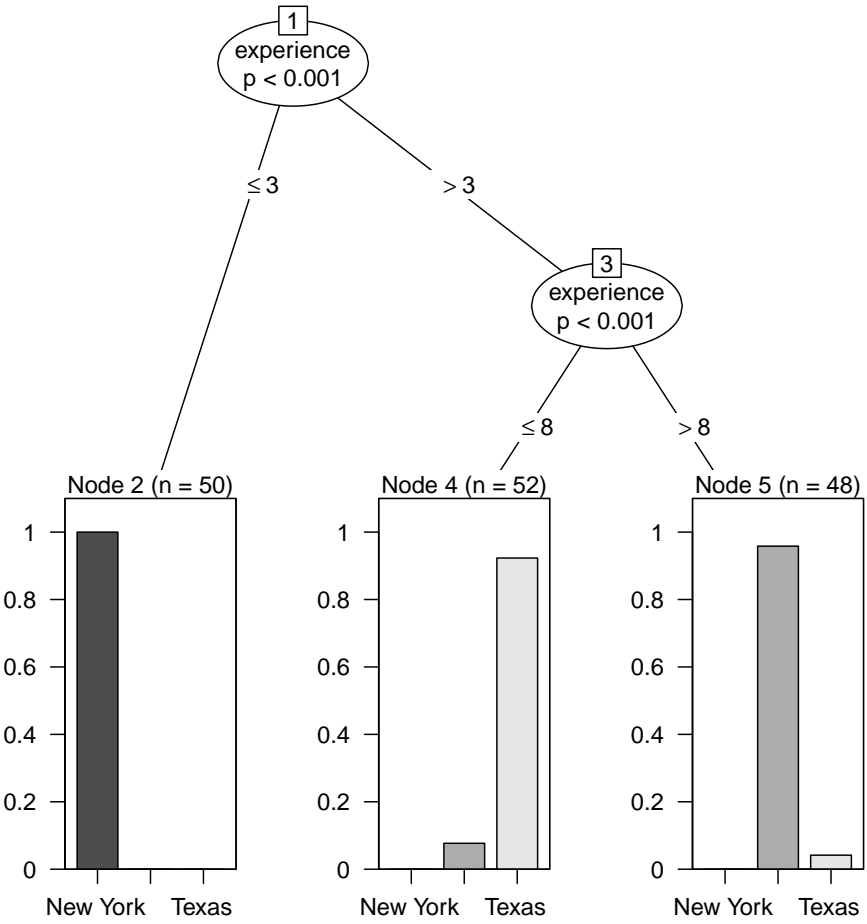 1
experience
p < 0.001
≤ 3
> 3
3
experience
p < 0.001
≤ 8
> 8
Node 2 (n = 50)
1
0.8
0.6
0.4
0.2
0
New York Texas
Node 4 (n = 52)
1
0.8
0.6
0.4
0.2
0
New York Texas
Node 5 (n = 48)
1
0.8
0.6
0.4
0.2
0
New York Texas